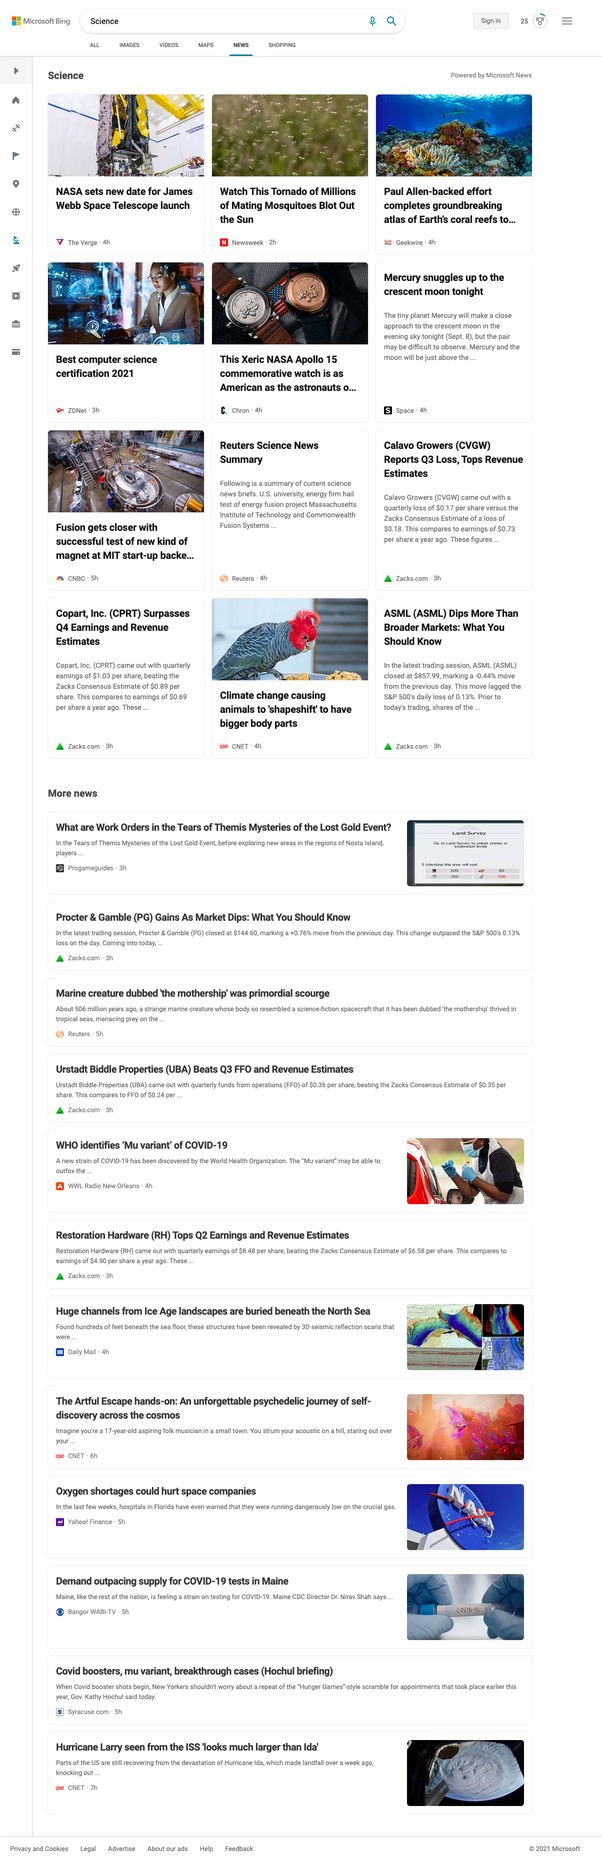 Microsoft Bing
Science
Sign in
25
ALL
IMAGES
VIDEOS
MAPS
NEWS
SHOPPING
Science
Powered by Microsoft News
NASA sets new date for James
Webb Space Telescope launch
The Verge · 4h
Watch This Tornado of Millions
of Mating Mosquitoes Blot Out
the Sun
Newsweek · 2h
Paul Allen-backed effort
completes groundbreaking
atlas of Earth's coral reefs to...
Geekwire · 4h
Best computer science
certification 2021
ZDNet · 3h
This Xeric NASA Apollo 15
commemorative watch is as
American as the astronauts o...
Chron · 4h
Mercury snuggles up to the
crescent moon tonight
The tiny planet Mercury will make a close
approach to the crescent moon in the
evening sky tonight (Sept. 8), but the pair
may be difficult to observe. Mercury and the
moon will be just above the ...
Space · 4h
Fusion gets closer with
successful test of new kind of
magnet at MIT start-up backe...
CNBC · 5h
Reuters Science News
Summary
Following is a summary of current science
news briefs. U.S. university, energy firm hail
test of energy fusion project Massachusetts
Institute of Technology and Commonwealth
Fusion Systems ...
Reuters · 4h
Calavo Growers (CVGW)
Reports Q3 Loss, Tops Revenue
Estimates
Calavo Growers (CVGW) came out with a
quarterly loss of $0.17 per share versus the
Zacks Consensus Estimate of a loss of
$0.18. This compares to earnings of $0.73
per share a year ago. These figures ...
Zacks.com · 3h
Copart, Inc. (CPRT) Surpasses
Q4 Earnings and Revenue
Estimates
Copart, Inc. (CPRT) came out with quarterly
earnings of $1.03 per share, beating the
Zacks Consensus Estimate of $0.89 per
share. This compares to earnings of $0.69
per share a year ago. These ...
Zacks.com · 3h
Climate change causing
animals to 'shapeshift' to have
bigger body parts
CNET · 4h
ASML (ASML) Dips More Than
Broader Markets: What You
Should Know
In the latest trading session, ASML (ASML)
closed at $857.99, marking a -0.44% move
from the previous day. This move lagged the
S&P 500's daily loss of 0.13%. Prior to
today's trading, shares of the ...
Zacks.com · 3h
More news
What are Work Orders in the Tears of Themis Mysteries of the Lost Gold Event?
In the Tears of Themis Mysteries of the Lost Gold Event, before exploring new areas in the regions of Nosta Island,
players ...
Progameguides · 3h
Land Survey
Go to Land Survey to unlock stories or
exploration levels
Unlocking this area will cost
200
60
160
100
Procter & Gamble (PG) Gains As Market Dips: What You Should Know
In the latest trading session, Procter & Gamble (PG) closed at $144.60, marking a +0.76% move from the previous day. This change outpaced the S&P 500's 0.13%
loss on the day. Coming into today, ...
Zacks.com · 3h
Marine creature dubbed 'the mothership' was primordial scourge
About 506 million years ago, a strange marine creature whose body so resembled a science-fiction spacecraft that it has been dubbed 'the mothership' thrived in
tropical seas, menacing prey on the ...
Reuters · 5h
Urstadt Biddle Properties (UBA) Beats Q3 FFO and Revenue Estimates
Urstadt Biddle Properties (UBA) came out with quarterly funds from operations (FFO) of $0.36 per share, beating the Zacks Consensus Estimate of $0.35 per
share. This compares to FFO of $0.24 per ...
Zacks.com · 3h
WHO identifies 'Mu variant' of COVID-19
A new strain of COVID-19 has been discovered by the World Health Organization. The "Mu variant" may be able to
outfox the ...
WWL Radio New Orleans · 4h
Restoration Hardware (RH) Tops Q2 Earnings and Revenue Estimates
Restoration Hardware (RH) came out with quarterly earnings of $8.48 per share, beating the Zacks Consensus Estimate of $6.58 per share. This compares to
earnings of $4.90 per share a year ago. These ...
Zacks.com · 3h
Huge channels from Ice Age landscapes are buried beneath the North Sea
Found hundreds of feet beneath the sea floor, these structures have been revealed by 3D seismic reflection scans that
were ...
Daily Mail · 4h
The Artful Escape hands-on: An unforgettable psychedelic journey of self-
discovery across the cosmos
Imagine you're a 17-year-old aspiring folk musician in a small town. You strum your acoustic on a hill, staring out over
your ...
CNET · 6h
Oxygen shortages could hurt space companies
In the last few weeks, hospitals in Florida have even warned that they were running dangerously low on the crucial gas.
Yahoo! Finance · 5h
Demand outpacing supply for COVID-19 tests in Maine
Maine, like the rest of the nation, is feeling a strain on testing for COVID-19. Maine CDC Director Dr. Nirav Shah says ...
Bangor WABI-TV · 5h
COVID-19
Covid boosters, mu variant, breakthrough cases (Hochul briefing)
When Covid booster shots begin, New Yorkers shouldn't worry about a repeat of the "Hunger Games"-style scramble for appointments that took place earlier this
year, Gov. Kathy Hochul said today.
Syracuse.com · 5h
Hurricane Larry seen from the ISS 'looks much larger than Ida'
Parts of the US are still recovering from the devastation of Hurricane Ida, which made landfall over a week ago,
knocking out ...
CNET · 7h
Privacy and Cookies
Legal
Advertise
About our ads
Help
Feedback
© 2021 Microsoft